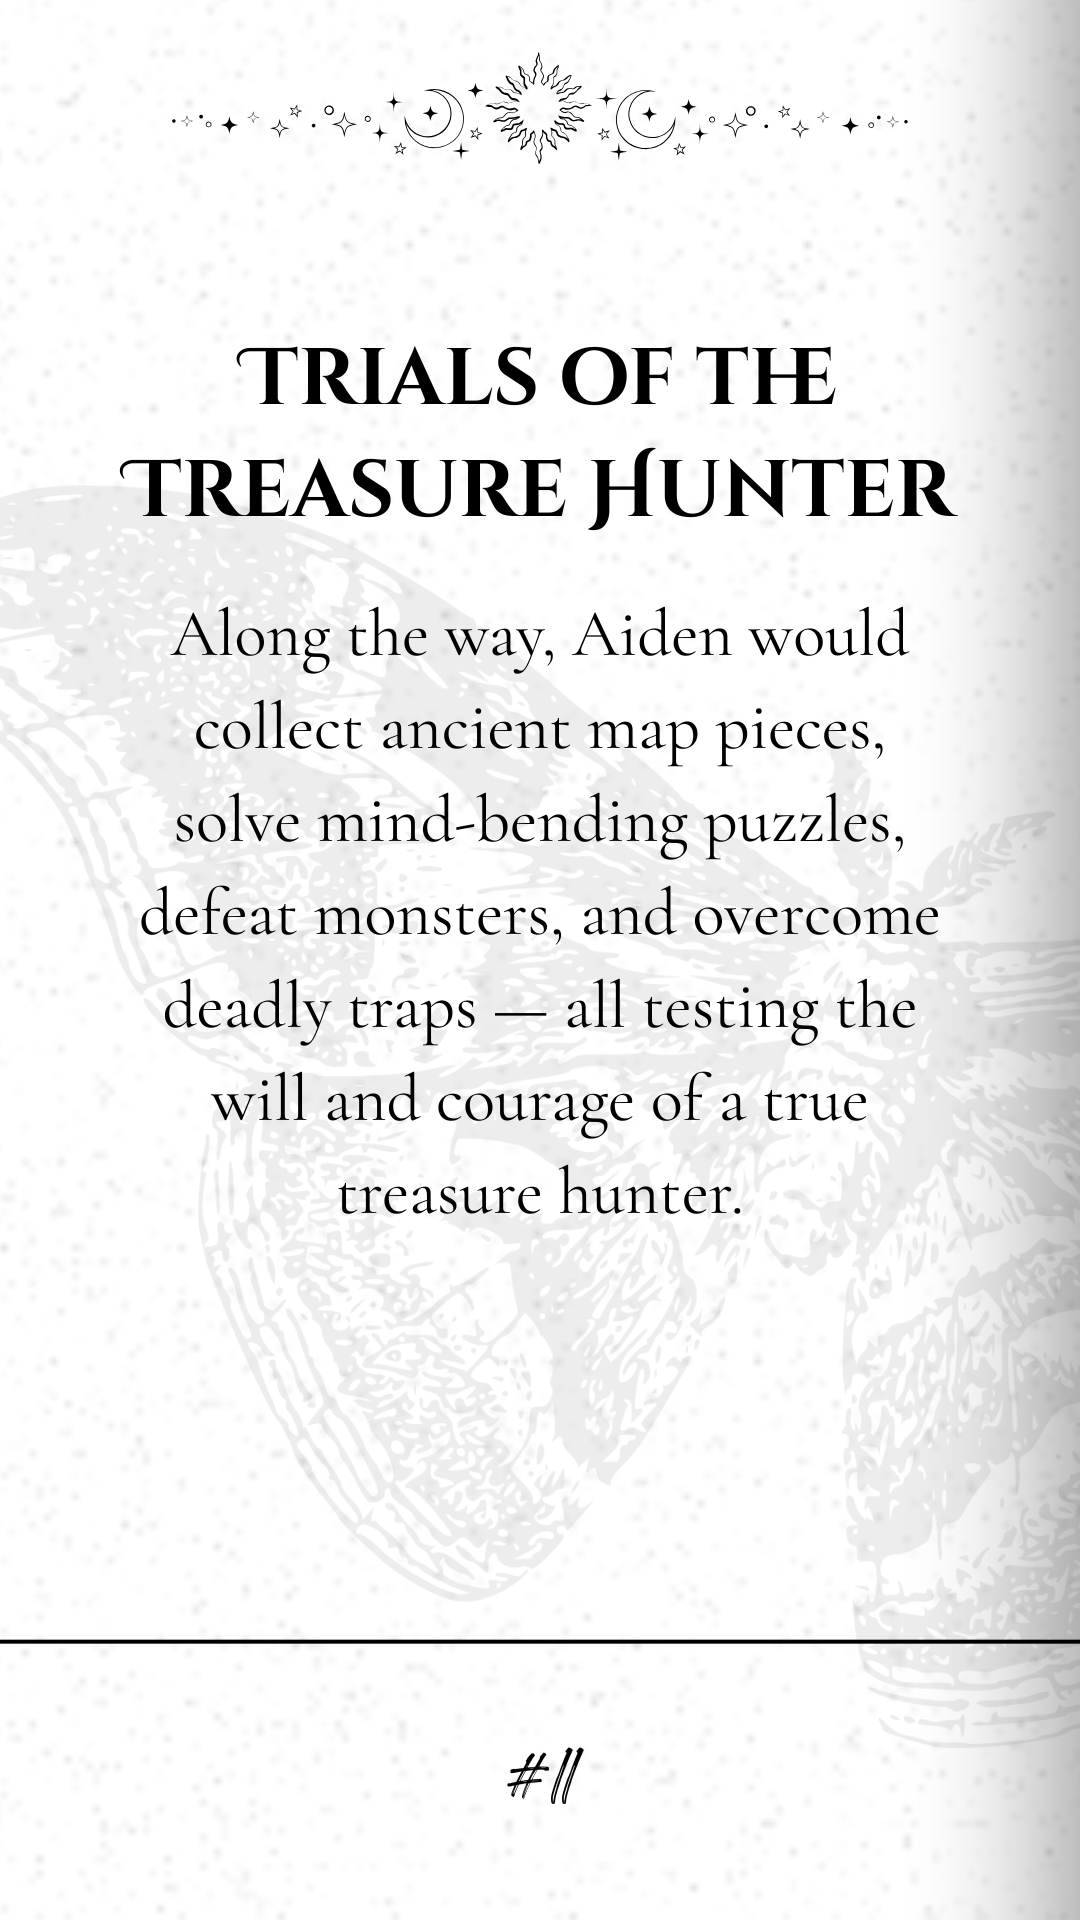 Trials of the
Treasure Hunter
Along the way, Aiden would
collect ancient map pieces,
solve mind-bending puzzles,
defeat monsters, and overcome
deadly traps — all testing the
will and courage of a true
treasure hunter.
#11